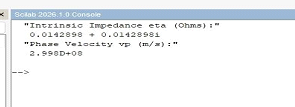 Scilab 2026.1.0 Console
"Intrinsic Impedance eta (Ohms):"
0.0142898 + 0.0142898i
"Phase Velocity vp (m/s):"
2.998D+08
-->